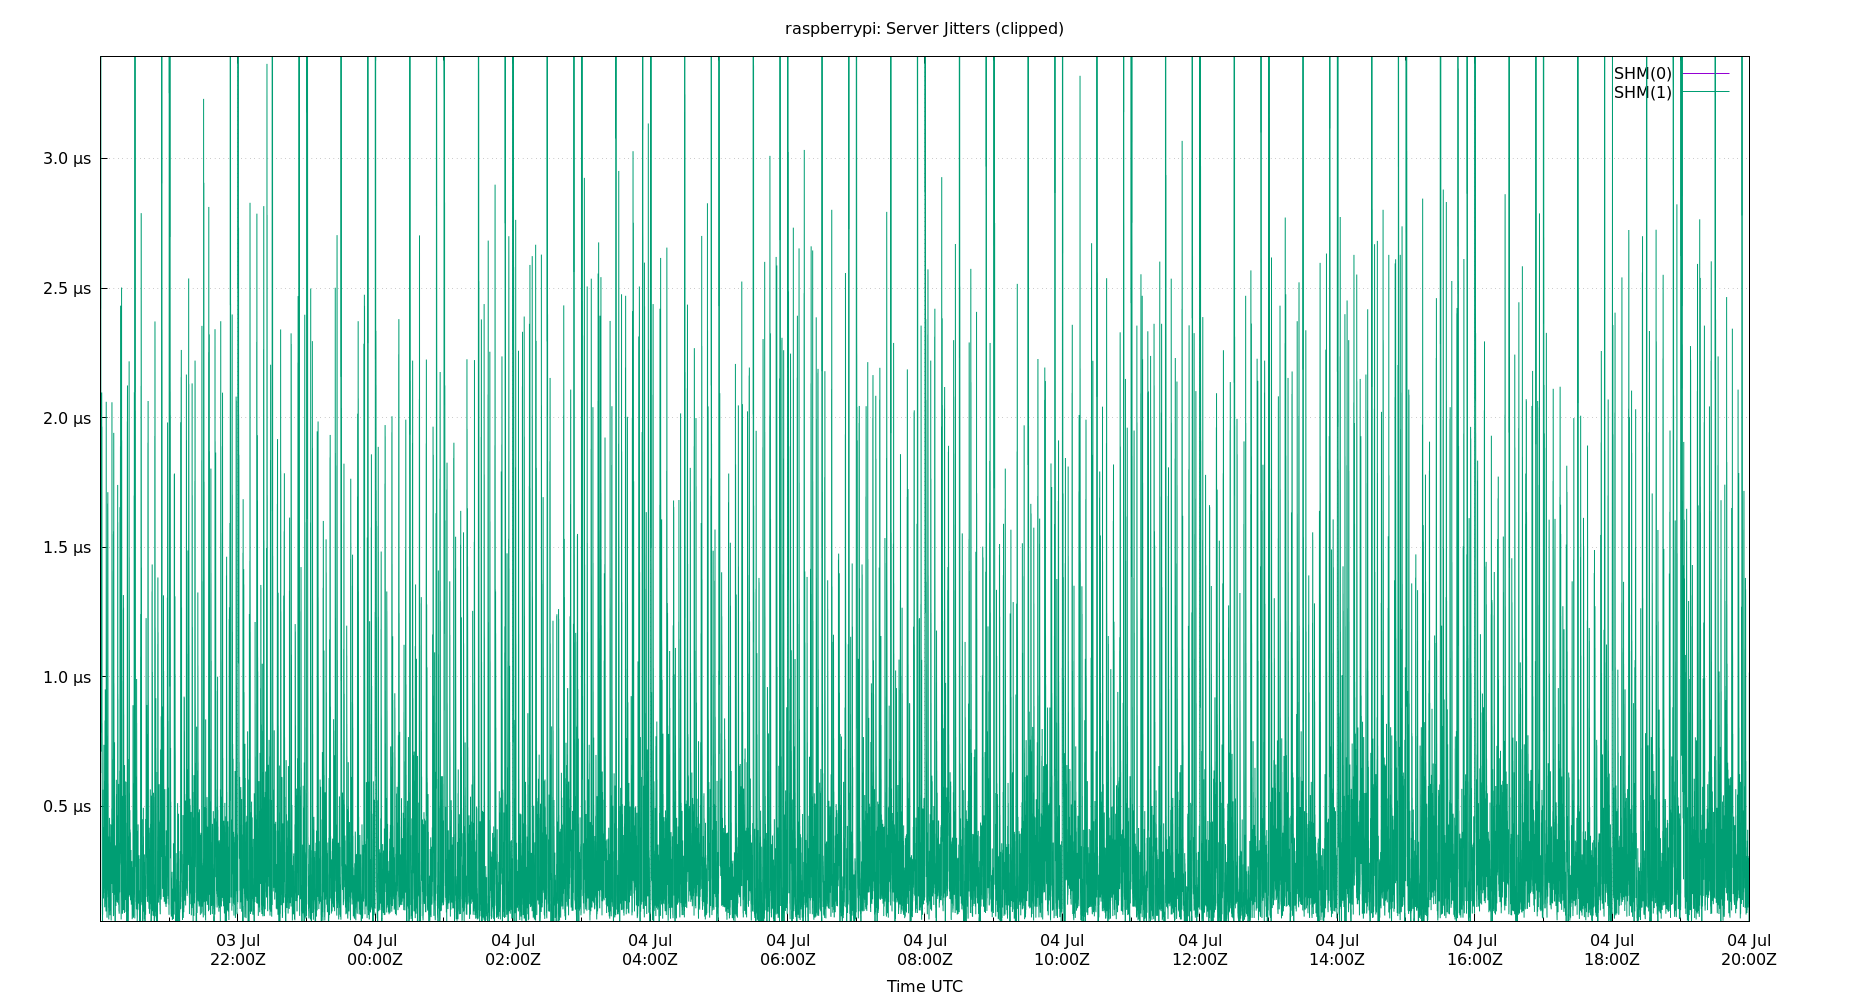 raspberrypi: Server Jitters (clipped)
SHM(0)
SHM(1)
3.0 µs
2.5 µs
2.0 µs
1.5 µs
1.0 µs
0.5 µs
03 Jul 04 Jul 04 Jul 04 Jul 04 Jul 04 Jul 04 Jul 04 Jul 04 Jul 04 Jul 04 Jul 04 Jul
22:00Z 00:00Z 02:00Z 04:00Z 06:00Z 08:00Z 10:00Z 12:00Z 14:00Z 16:00Z 18:00Z 20:00Z
Time UTC